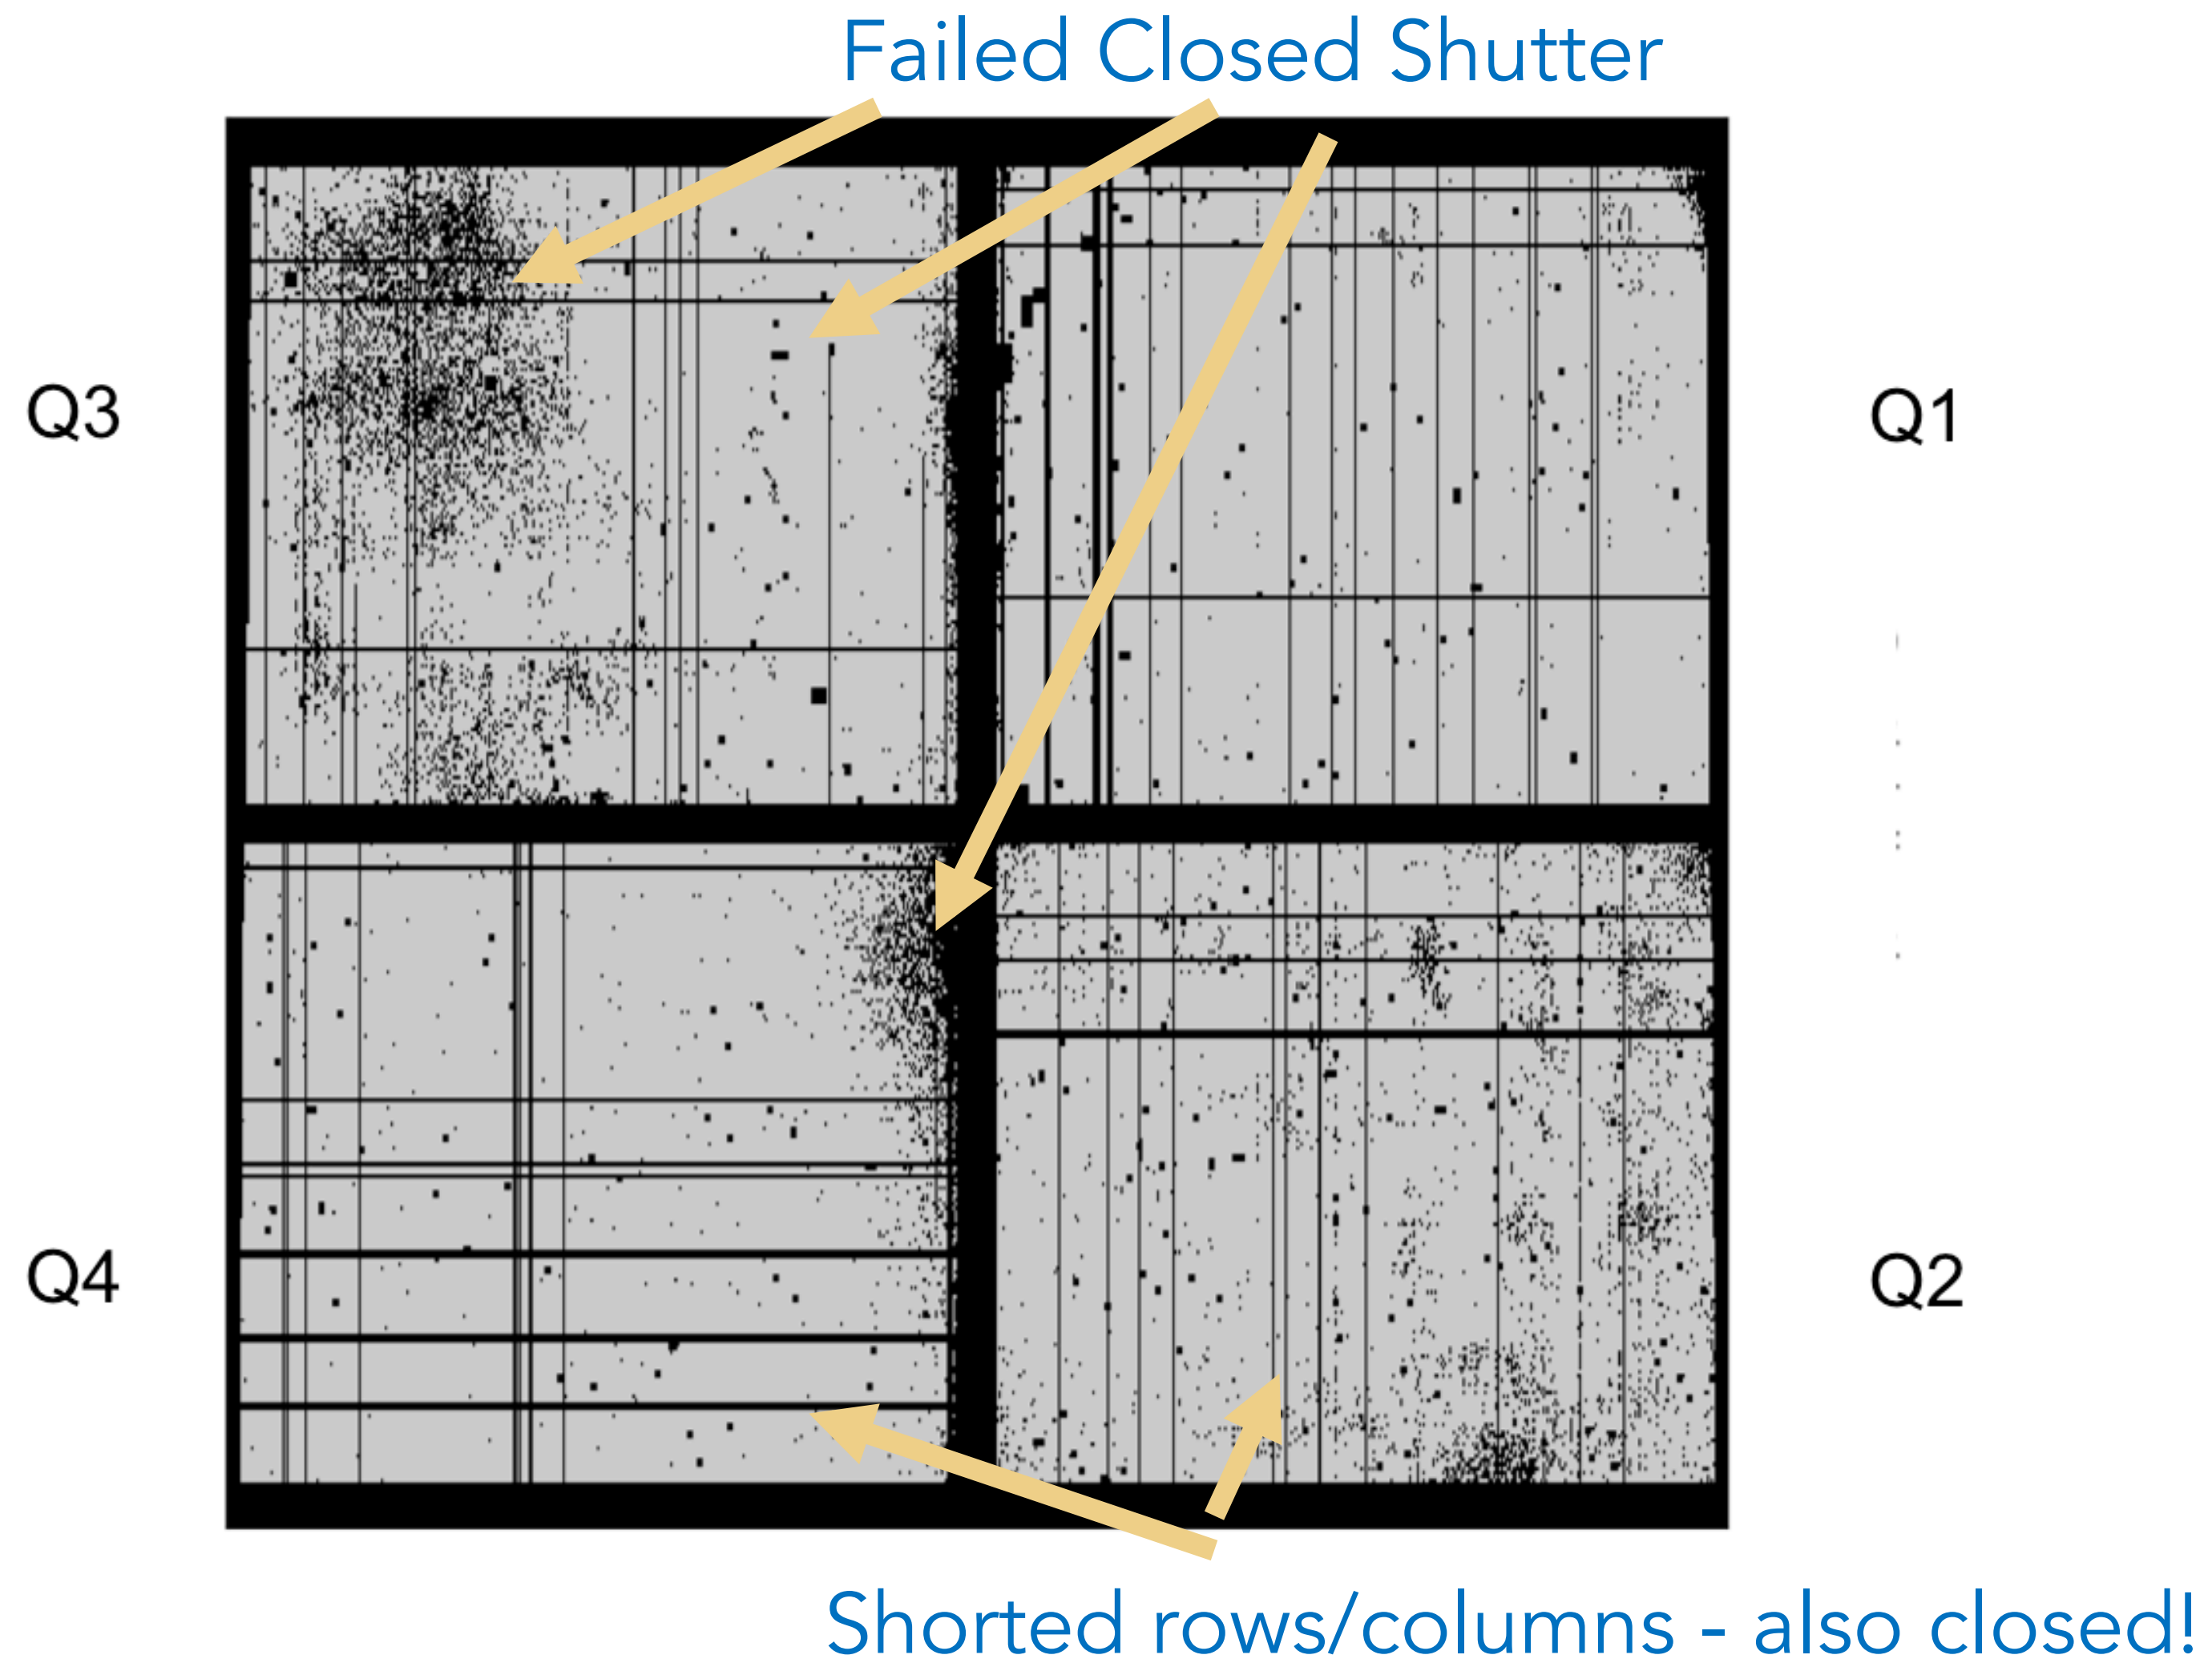 Failed Closed Shutter
Q3
Q1
Q4
Q2
Shorted rows/columns - also closed!